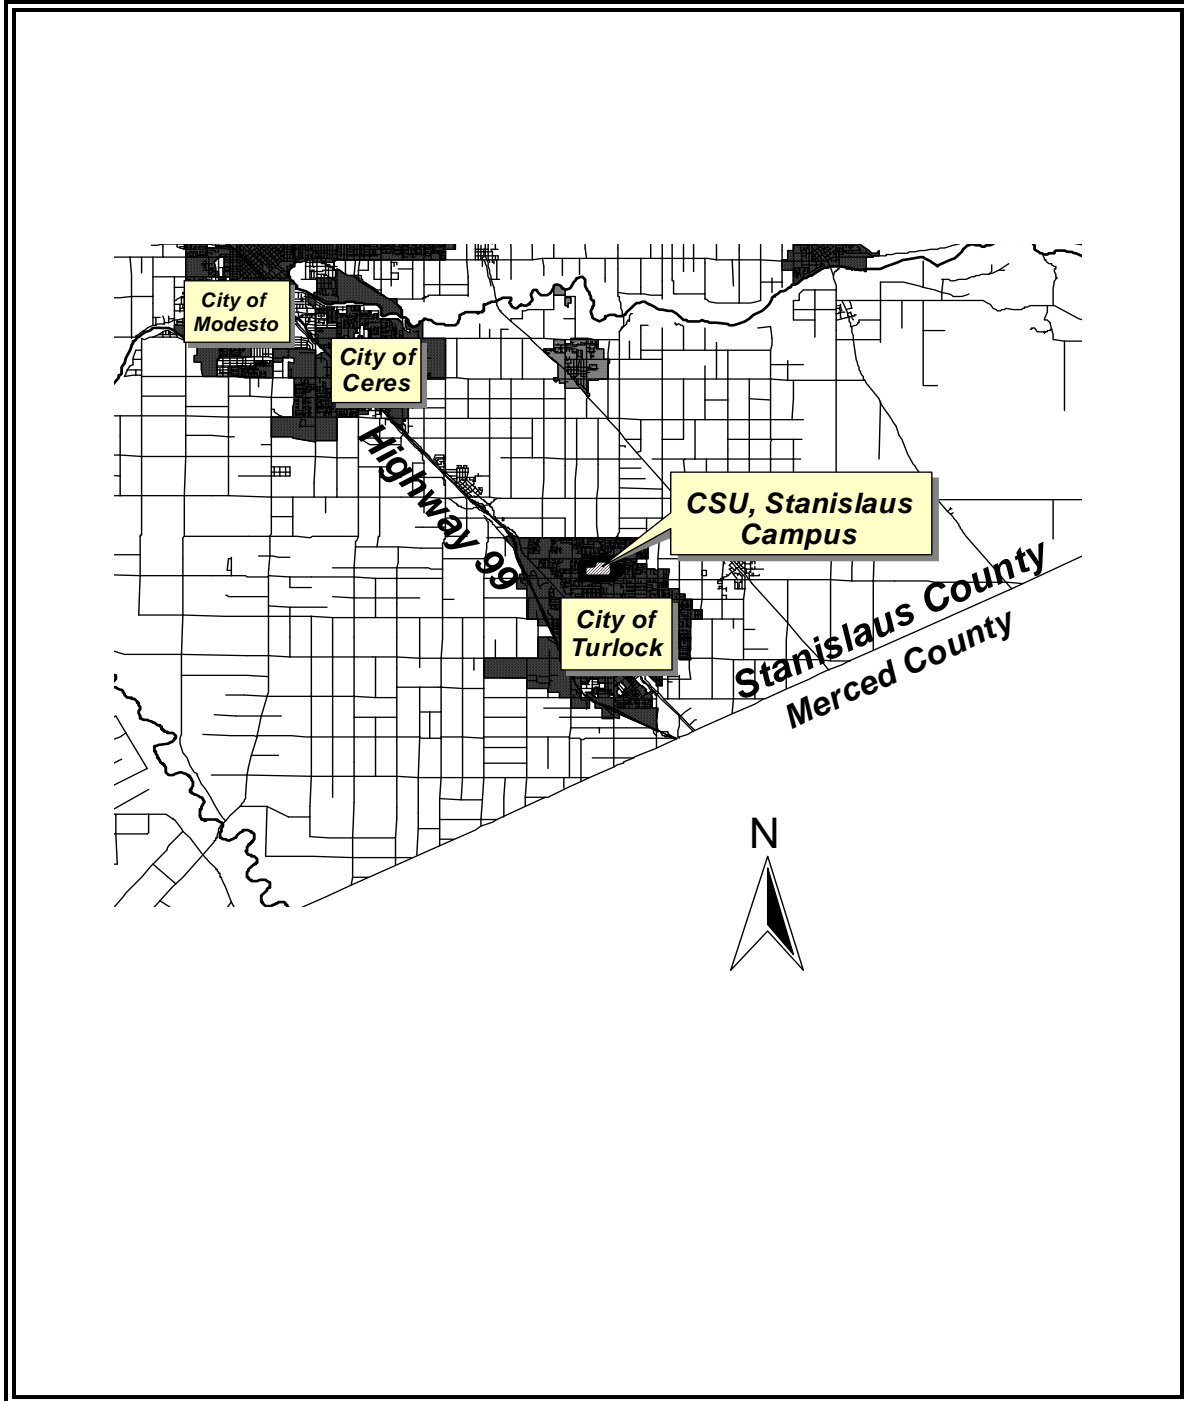 City of
Modesto
City of
Ceres
Highway 99
CSU, Stanislaus
Campus
City of
Turlock
Stanislaus County
Merced County
N